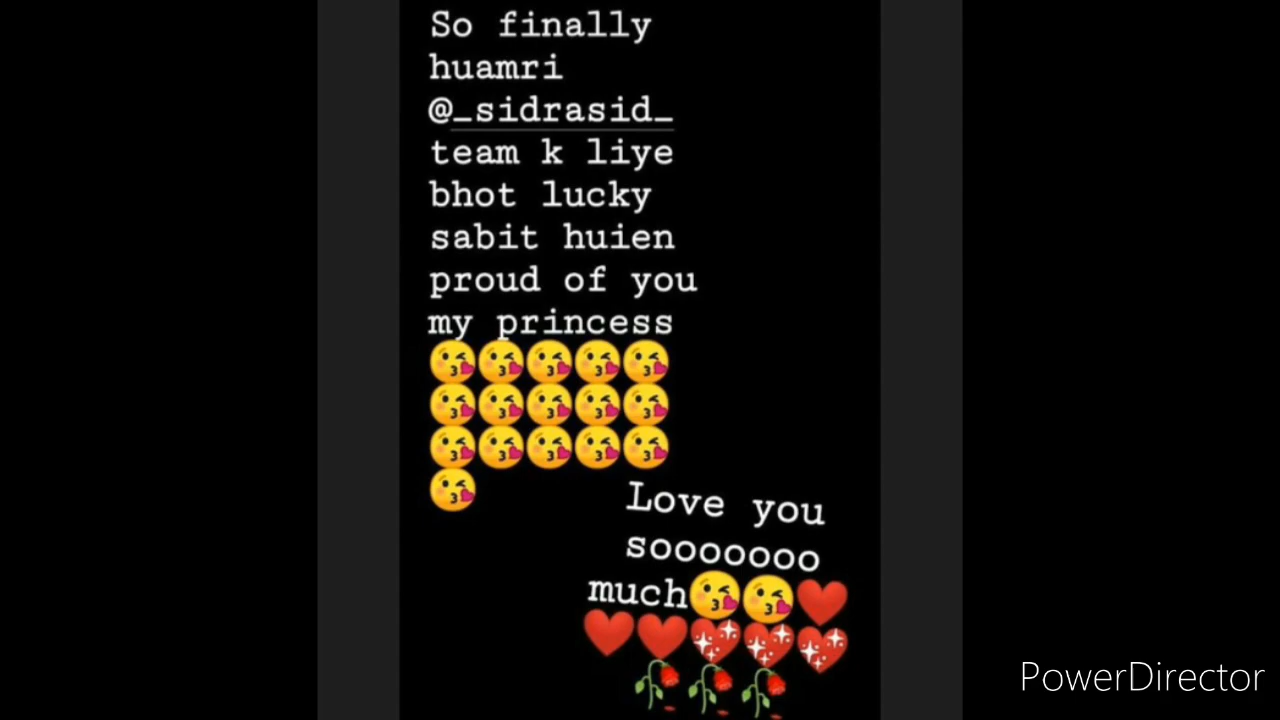 So finally
huamri
@_sidrasid_
team k liye
bhot lucky
sabit huien
proud of you
my princess
😘😘😘😘😘
😘😘😘😘😘
😘😘😘😘😘
😘
Love you
sooooooo
much😘😘❤️
❤️❤️💖💖💖
🥀🥀🥀
PowerDirector